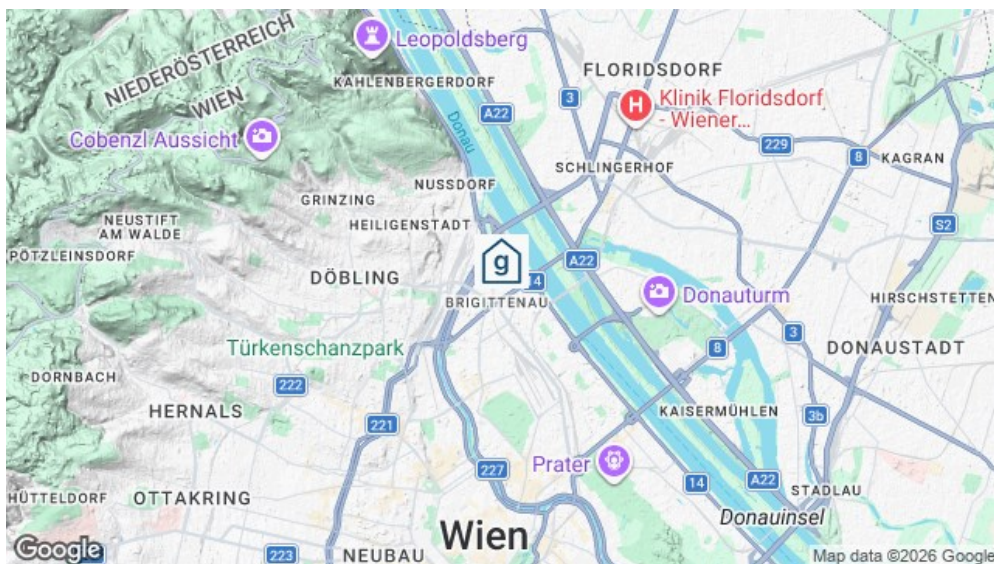 NIEDERÖSTERREICH
WIEN
Leopoldsberg
KAHLENBERGERDORF
FLORIDSDORF
Klinik Floridsdorf
- Wiener...
3
A22
Donau
Cobenzl Aussicht
229
8
KAGRAN
SCHLINGERHOF
NUSSDORF
GRINZING
NEUSTIFT
AM WALDE
HEILIGENSTADT
S2
PÖTZLEINSDORF
DÖBLING
g
14
A22
BRIGITTENAU
Donauturm
HIRSCHSTETTEN
3
Türkenschanzpark
8
DONAUSTADT
DORNBACH
222
HERNALS
221
KAISERMÜHLEN
3b
227
Prater
14
A22
STADLAU
HÜTTELDORF
OTTAKRING
Donauinsel
Wien
Google
223
NEUBAU
Map data ©2026 Google